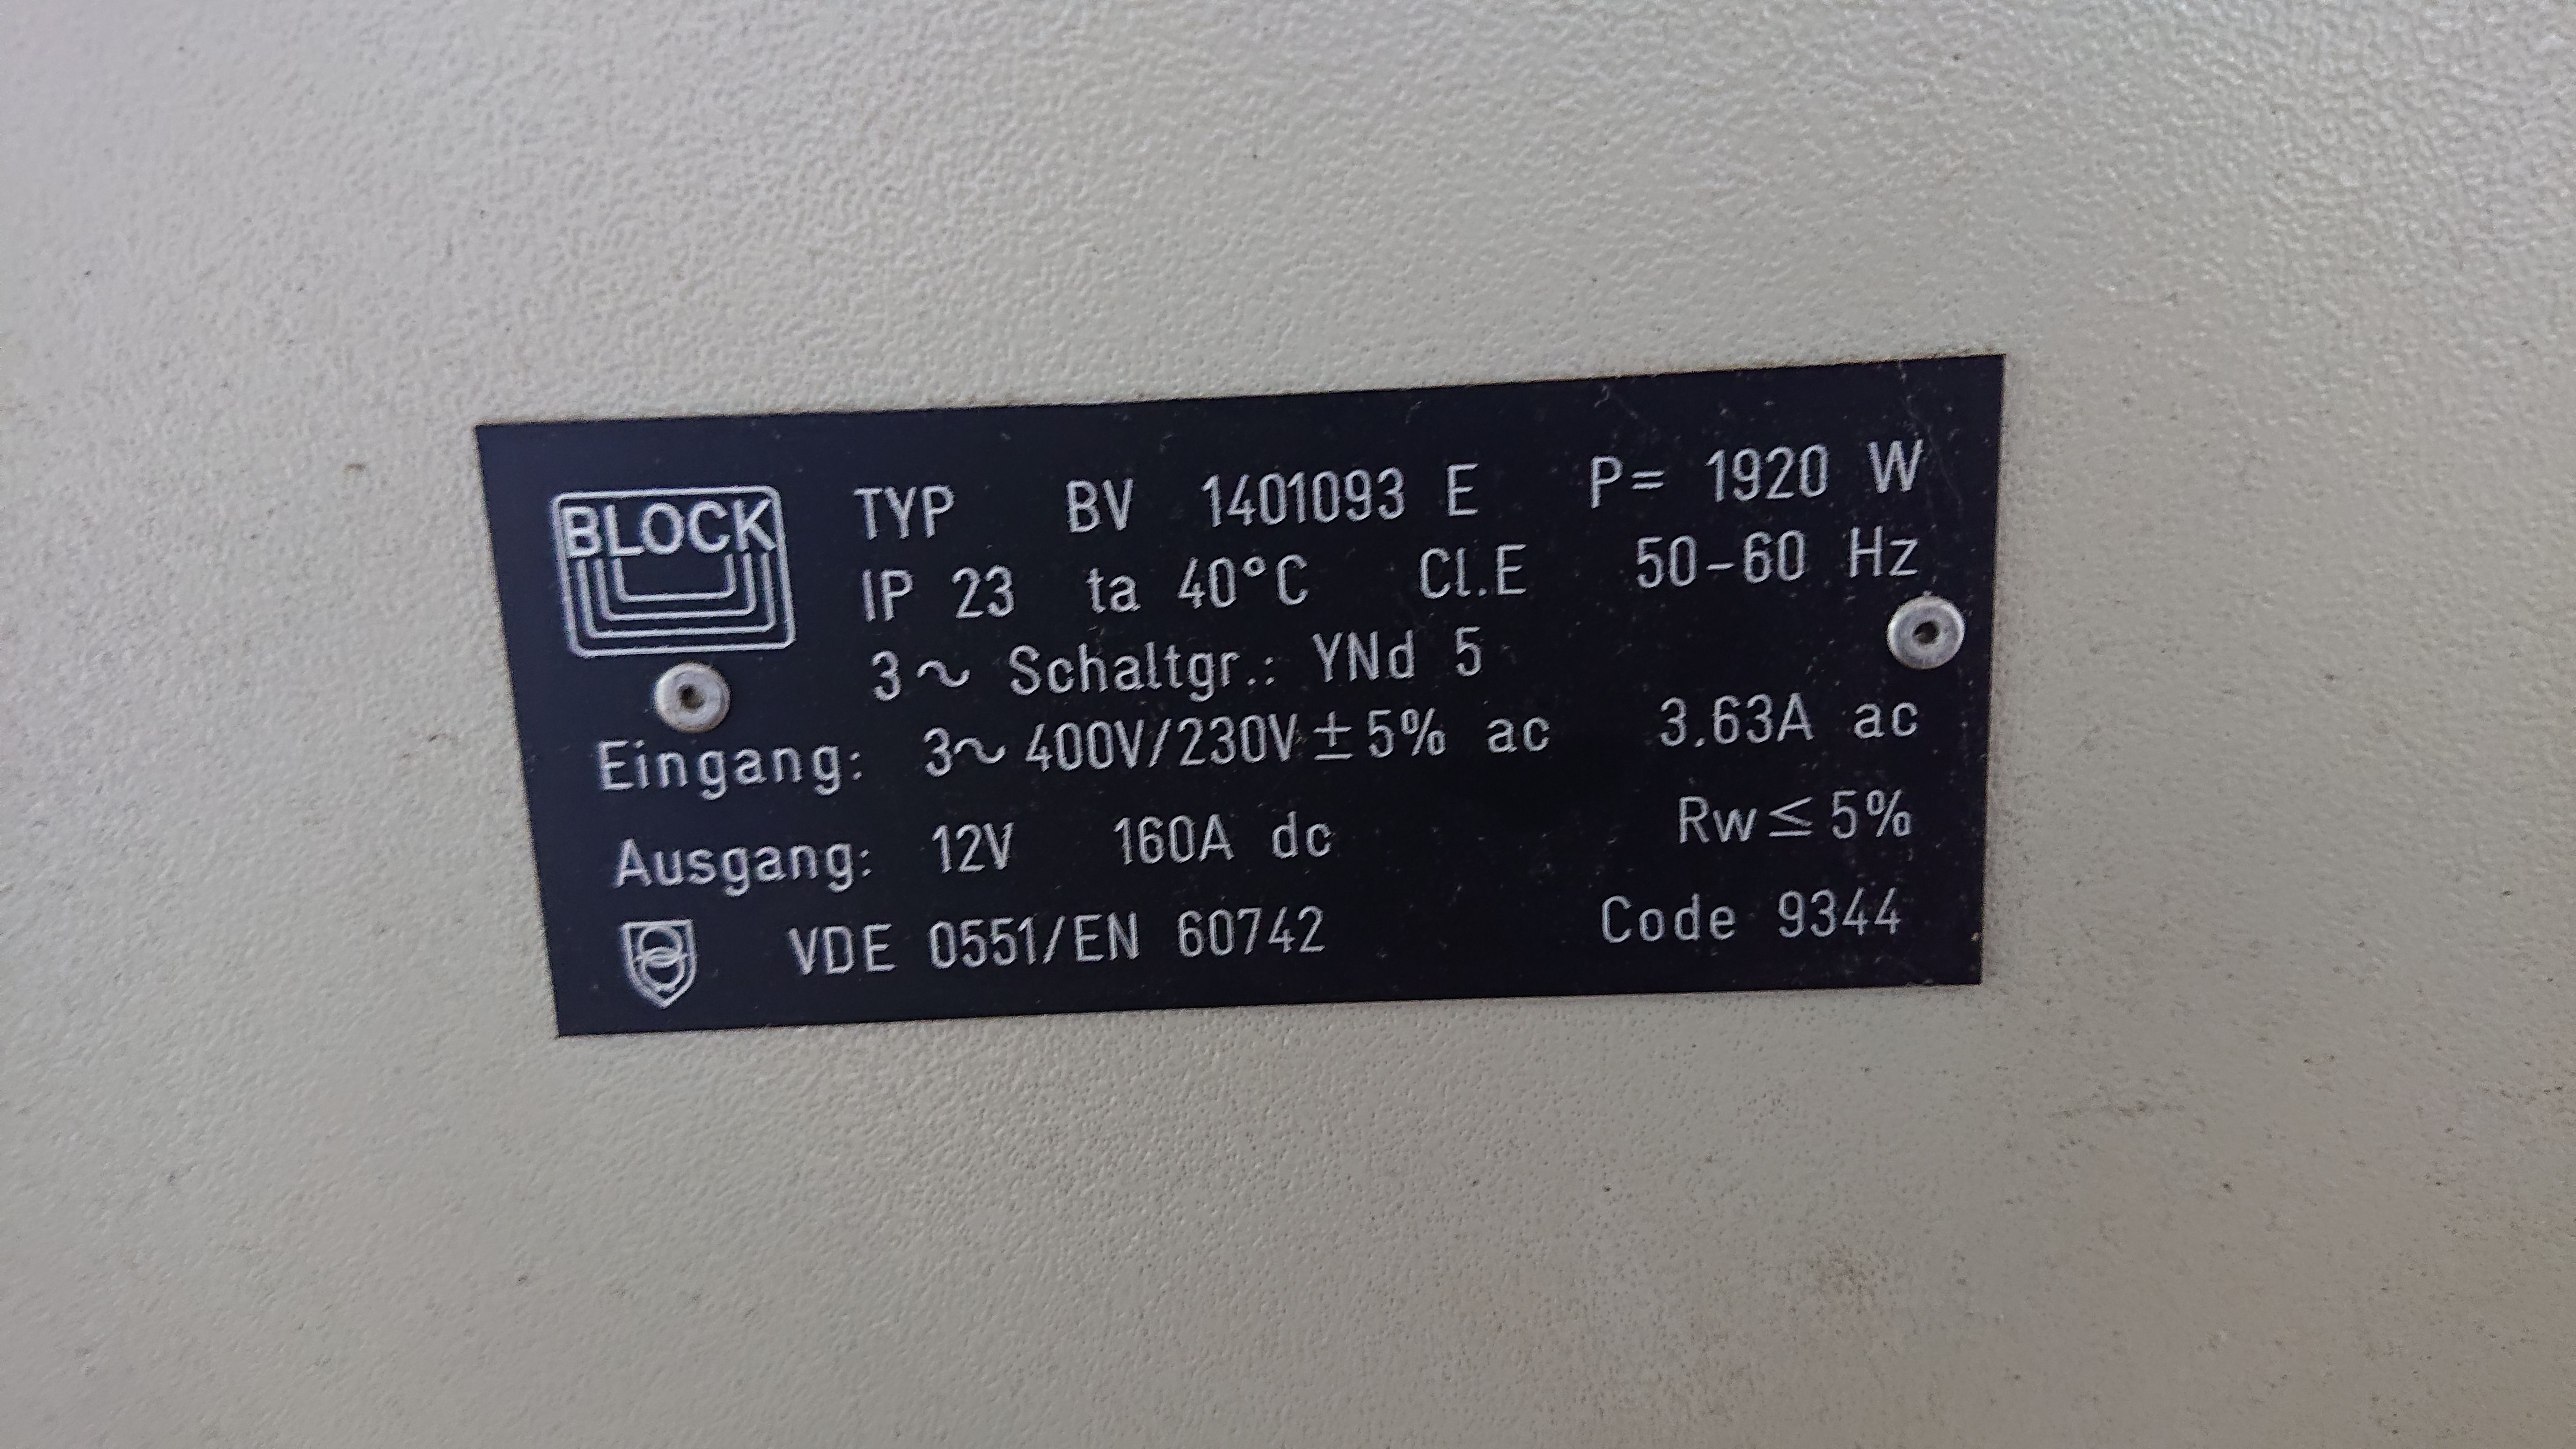 BLOCK
TYP BV 1401093 E P= 1920 W
IP 23 ta 40°C Cl.E 50-60 Hz
3~ Schaltgr.: YNd 5
Eingang: 3~ 400V/230V ± 5% ac 3.63A ac
Ausgang: 12V 160A dc Rw ≤ 5%
VDE 0551/EN 60742 Code 9344